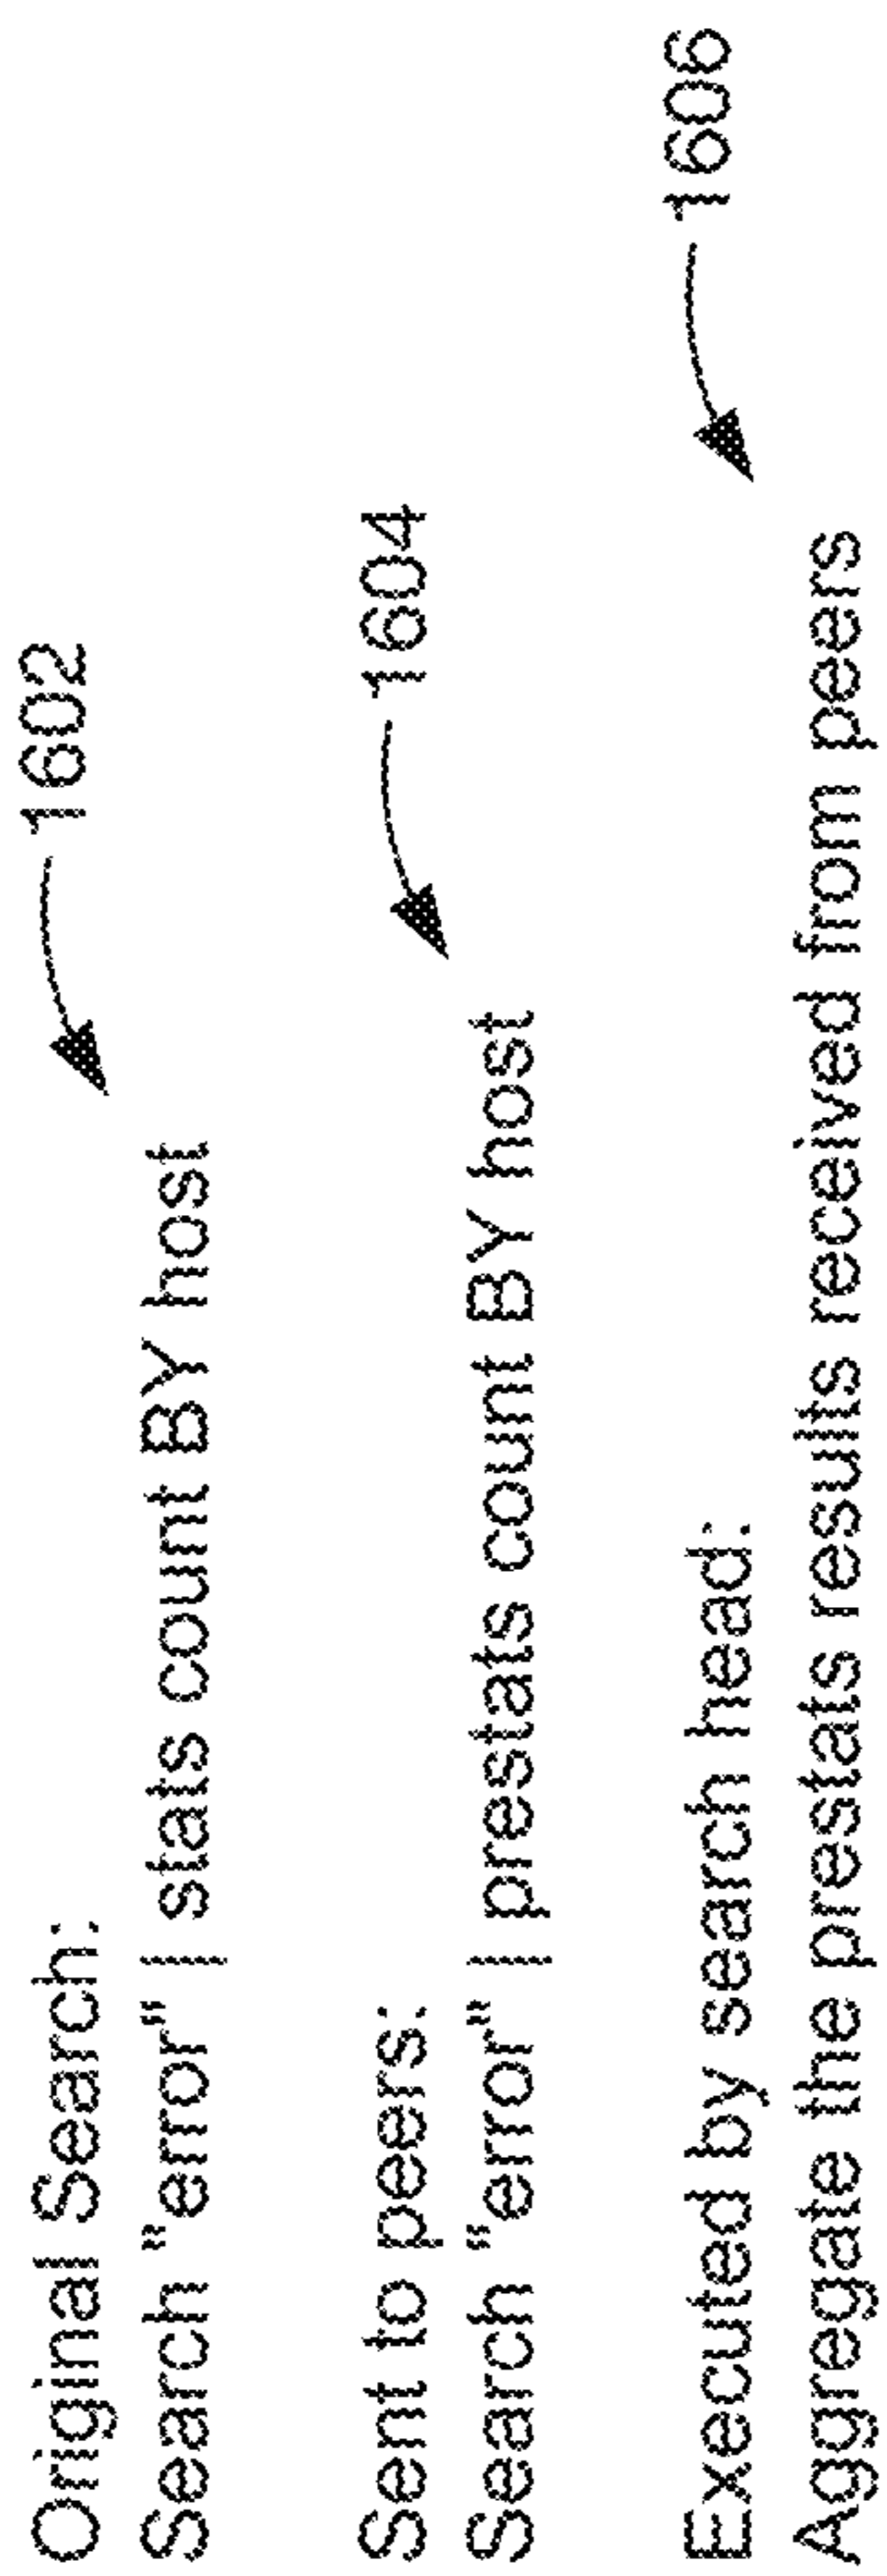 Original Search:
1602
Search "error" | stats count BY host
Sent to peers:
1604
Search "error" | prestats count BY host
Executed by search head:
1606
Aggregate the prestats results received from peers